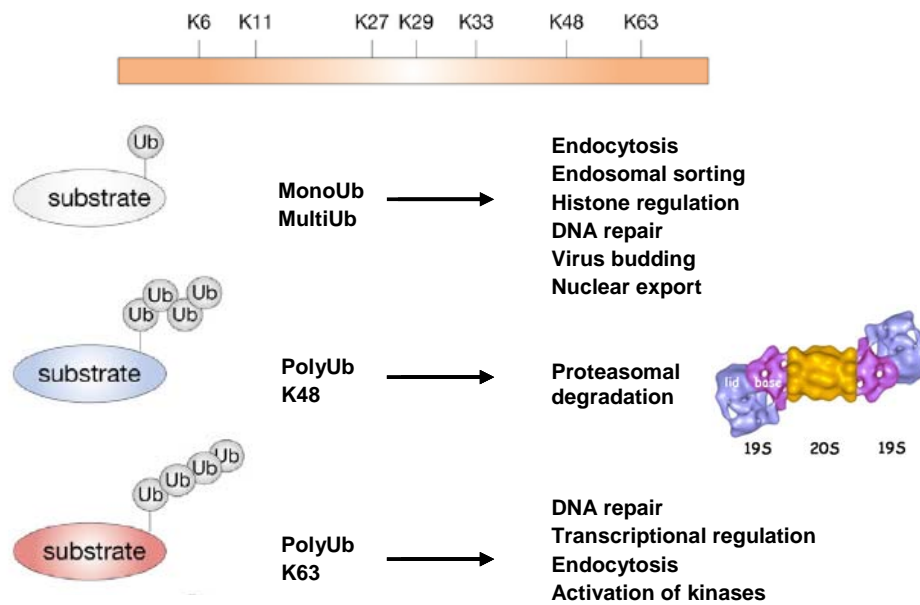 K6 K11 K27 K29 K33 K48 K63
Ub
substrate
MonoUb
MultiUb
Endocytosis
Endosomal sorting
Histone regulation
DNA repair
Virus budding
Nuclear export
Ub Ub Ub Ub
substrate
PolyUb
K48
Proteasomal
degradation
lid base
19S 20S 19S
Ub Ub Ub Ub
substrate
PolyUb
K63
DNA repair
Transcriptional regulation
Endocytosis
Activation of kinases